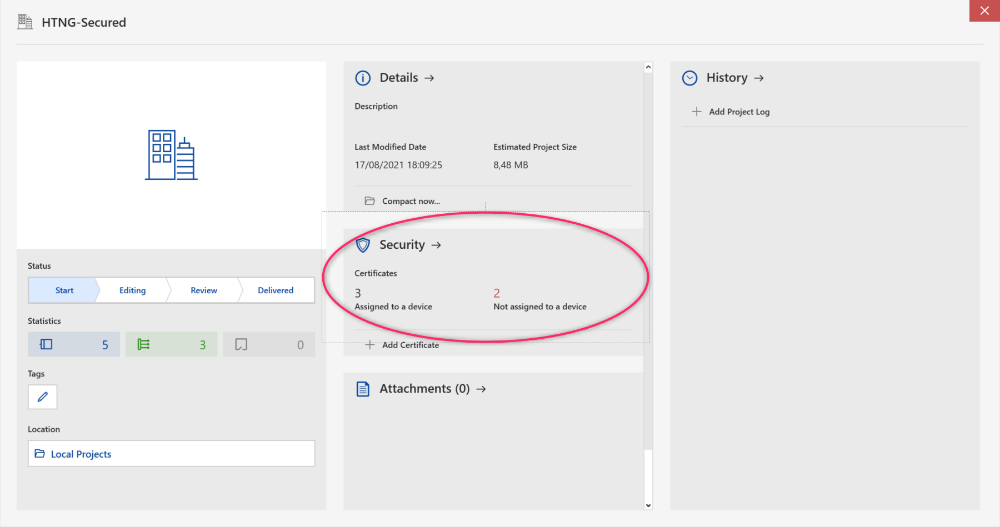 HTNG-Secured
Status
Start
Editing
Review
Delivered
Statistics
5
3
0
Tags
Location
Local Projects
Details →
Description
Last Modified Date
Estimated Project Size
17/08/2021 18:09:25
8,48 MB
Compact now...
Security →
Certificates
3
2
Assigned to a device
Not assigned to a device
Add Certificate
Attachments (0) →
History →
Add Project Log